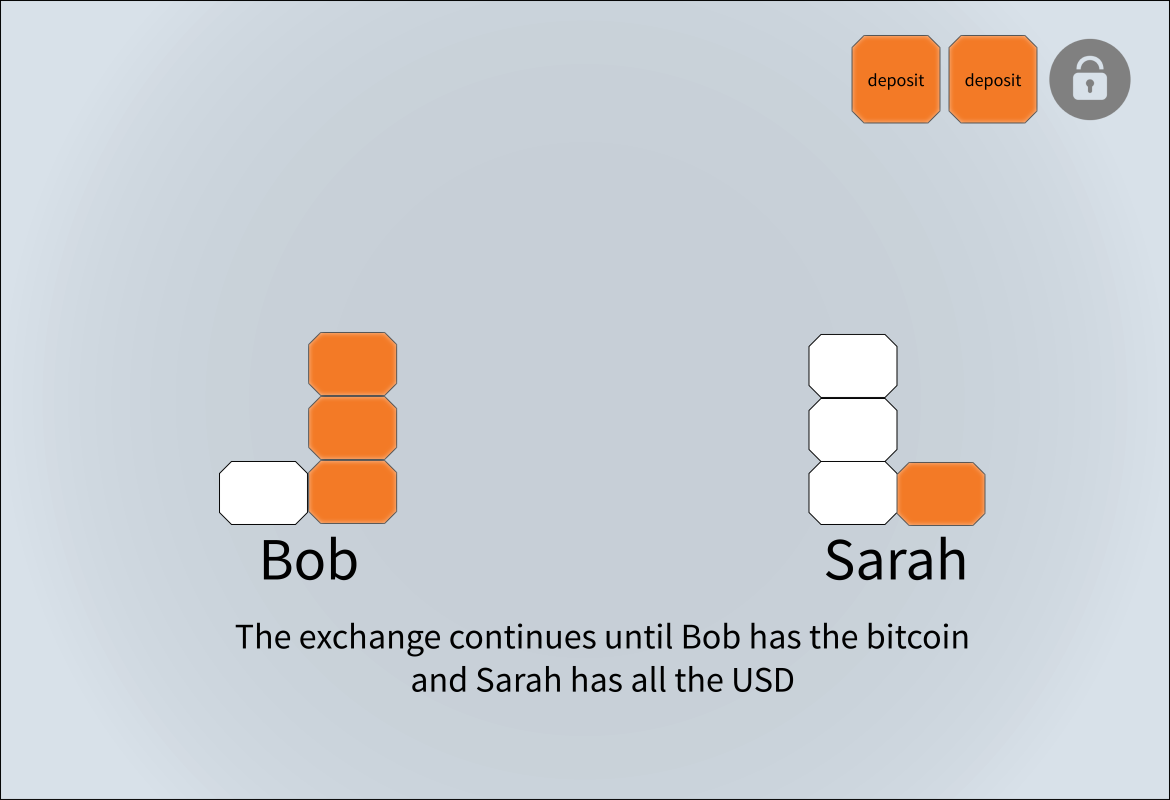 deposit deposit
Bob
Sarah
The exchange continues until Bob has the bitcoin
and Sarah has all the USD